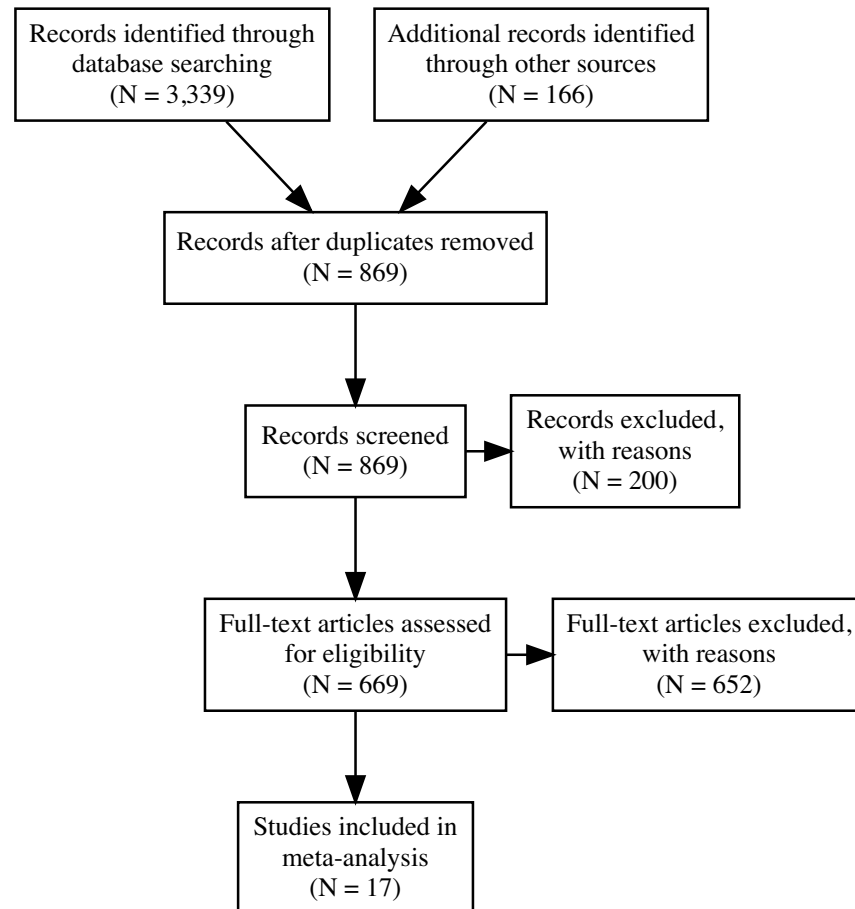 Records identified through
database searching
(N = 3,339)
Additional records identified
through other sources
(N = 166)
Records after duplicates removed
(N = 869)
Records screened
(N = 869)
Records excluded,
with reasons
(N = 200)
Full-text articles assessed
for eligibility
(N = 669)
Full-text articles excluded,
with reasons
(N = 652)
Studies included in
meta-analysis
(N = 17)